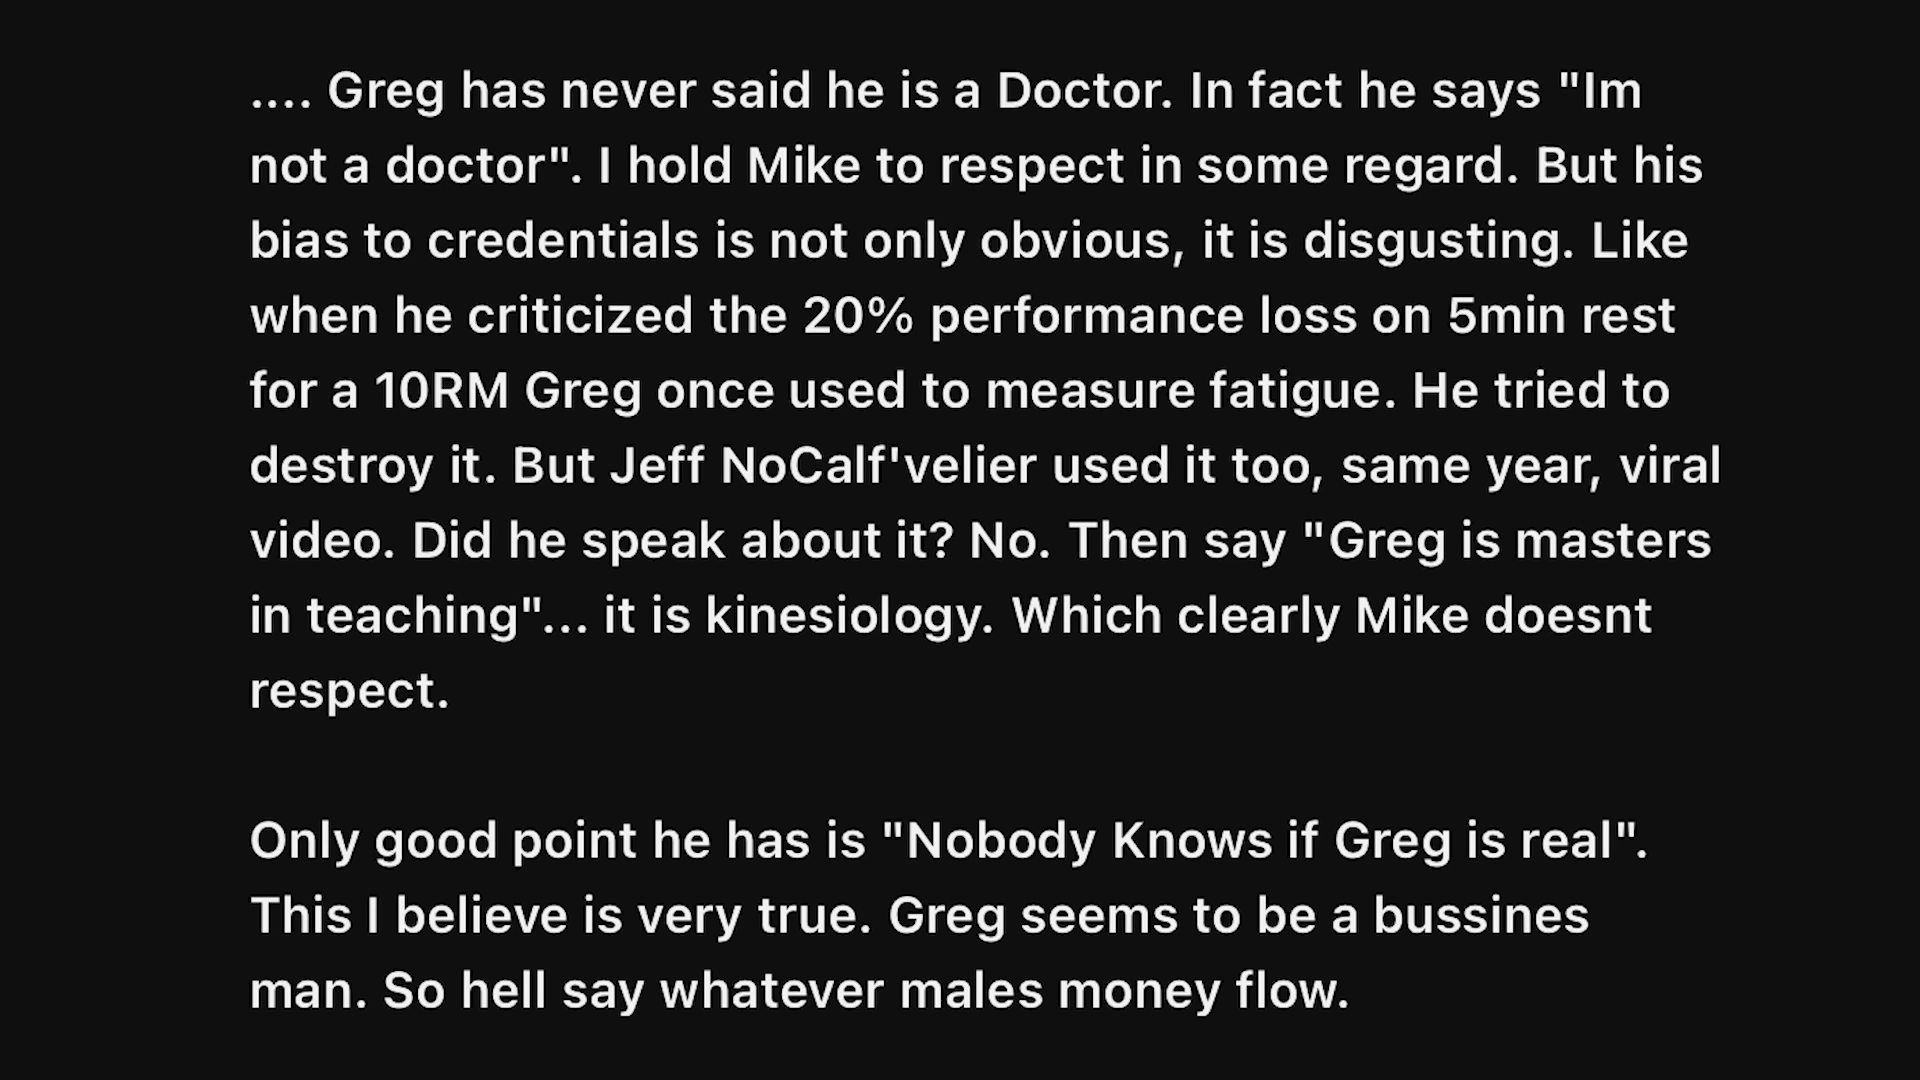 .... Greg has never said he is a Doctor. In fact he says "Im
not a doctor". I hold Mike to respect in some regard. But his
bias to credentials is not only obvious, it is disgusting. Like
when he criticized the 20% performance loss on 5min rest
for a 10RM Greg once used to measure fatigue. He tried to
destroy it. But Jeff NoCalf'velier used it too, same year, viral
video. Did he speak about it? No. Then say "Greg is masters
in teaching"... it is kinesiology. Which clearly Mike doesnt
respect.
Only good point he has is "Nobody Knows if Greg is real".
This I believe is very true. Greg seems to be a bussines
man. So hell say whatever males money flow.